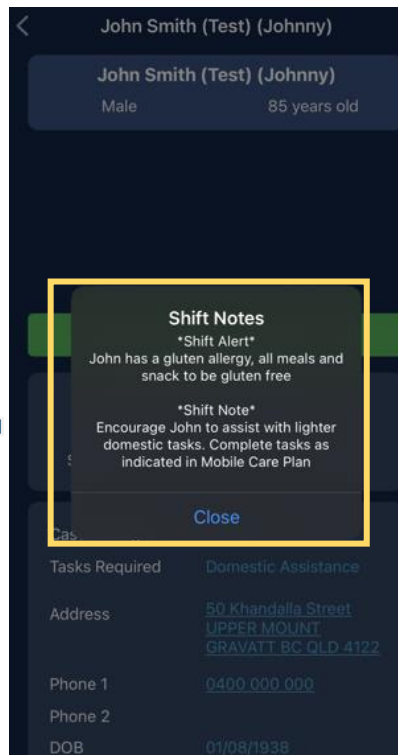 John Smith (Test) (Johnny)
John Smith (Test) (Johnny)
Male 85 years old
Shift Notes
*Shift Alert*
John has a gluten allergy, all meals and
snack to be gluten free
*Shift Note*
Encourage John to assist with lighter
domestic tasks. Complete tasks as
indicated in Mobile Care Plan
Close
Tasks Required Domestic Assistance
Address 50 Khandalla Street
UPPER MOUNT
GRAVATT BC QLD 4122
Phone 1 0400 000 000
Phone 2
DOB 01/08/1938